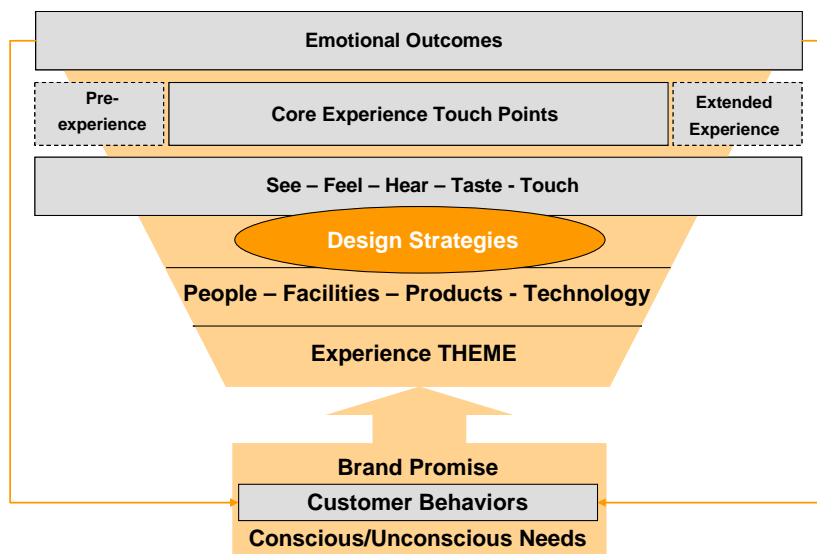 Emotional Outcomes
Pre-
experience
Core Experience Touch Points
Extended
Experience
See – Feel – Hear – Taste - Touch
Design Strategies
People – Facilities – Products - Technology
Experience THEME
Brand Promise
Customer Behaviors
Conscious/Unconscious Needs